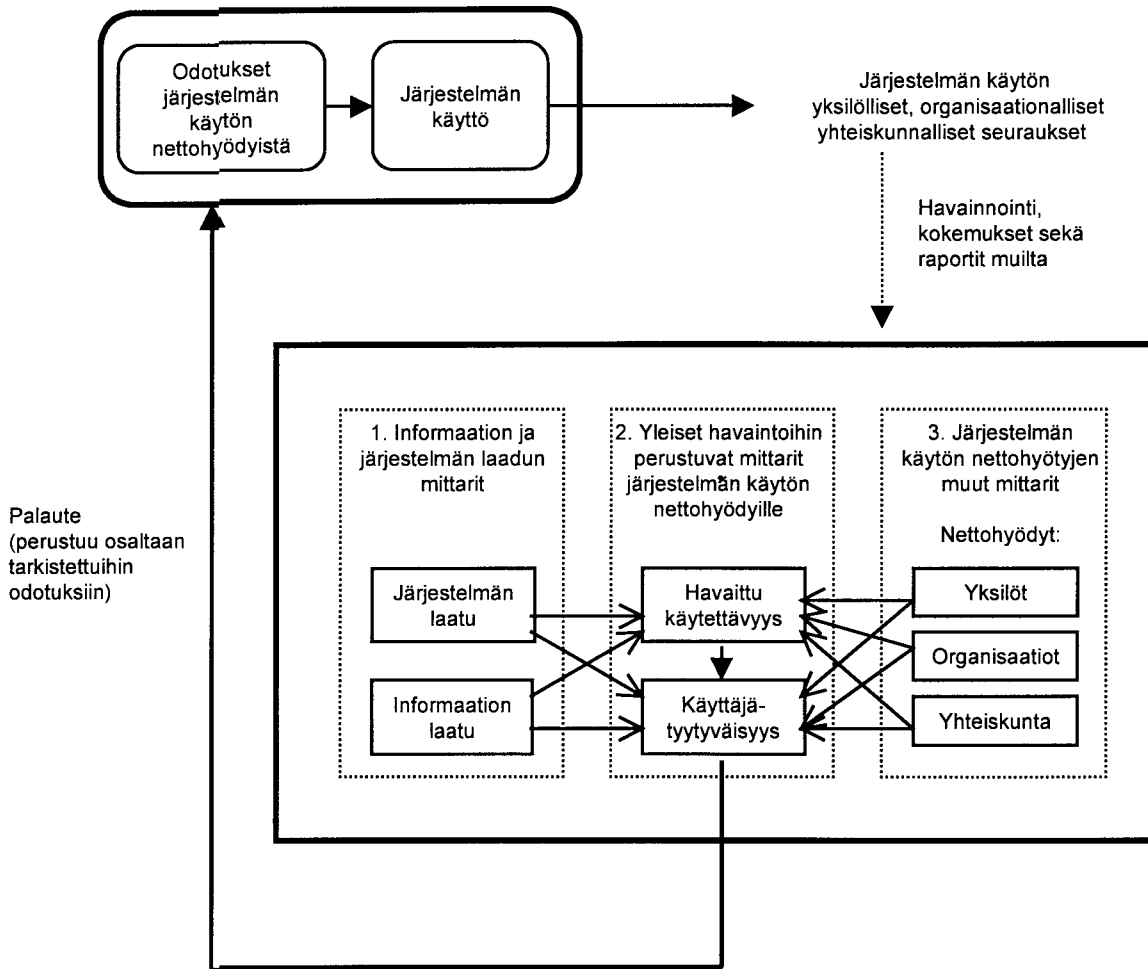 Odotukset
järjestelmän
käytön
nettohyödyistä
Järjestelmän
käyttö
Järjestelmän käytön
yksilölliset, organisaationalliset
yhteiskunnalliset seuraukset
Havainnointi,
kokemukset sekä
raportit muilta
Palaute
(perustuu osaltaan
tarkistettuihin
odotuksiin)
1. Informaation ja
järjestelmän laadun
mittarit
Järjestelmän
laatu
Informaation
laatu
2. Yleiset havaintoihin
perustuvat mittarit
järjestelmän käytön
nettohyödyille
Havaittu
käytettävyys
Käyttäjä-
tyytyväisyys
3. Järjestelmän
käytön nettohyötyjen
muut mittarit
Nettohyödyt:
Yksilöt
Organisaatiot
Yhteiskunta